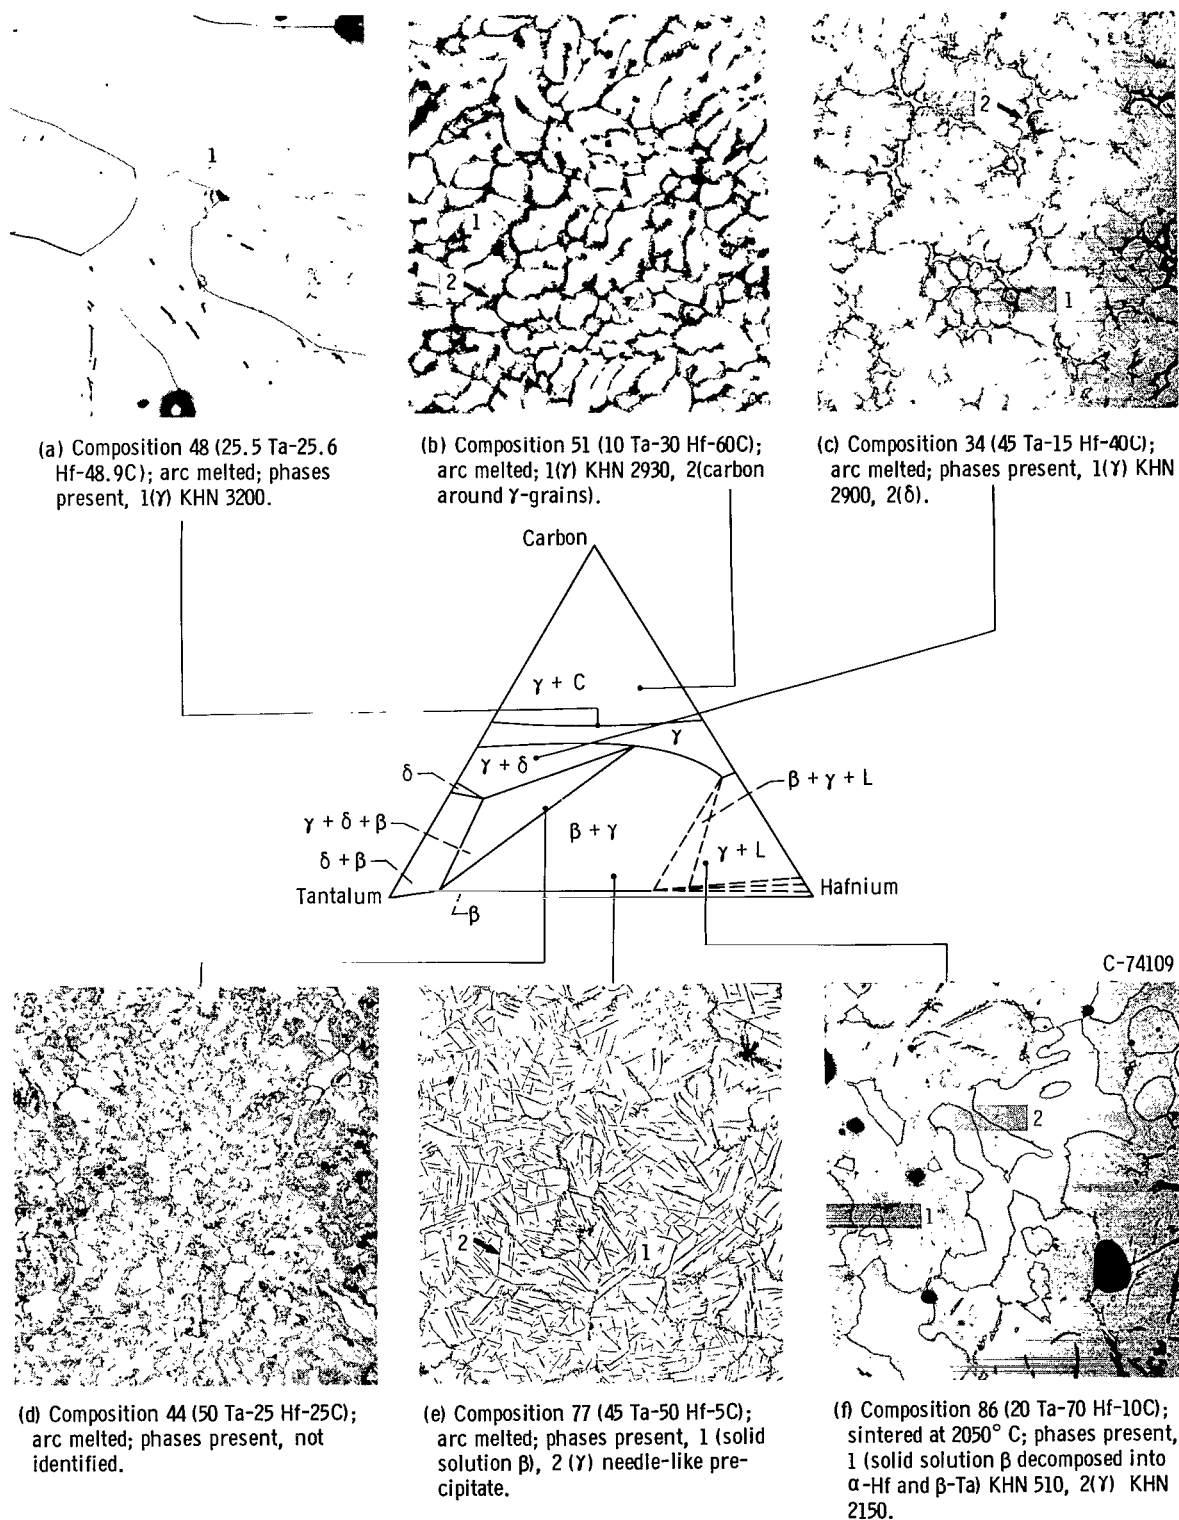 1
1
2
2
1
(a) Composition 48 (25.5 Ta-25.6
Hf-48.9C); arc melted; phases
present, 1(γ) KHN 3200.
(b) Composition 51 (10 Ta-30 Hf-60C);
arc melted; 1(γ) KHN 2930, 2(carbon
around γ-grains).
(c) Composition 34 (45 Ta-15 Hf-40C);
arc melted; phases present, 1(γ) KHN
2900, 2(δ).
Carbon
γ + C
γ
γ + δ
δ
β + γ + L
γ + δ + β
β + γ
γ + L
δ + β
Tantalum
Hafnium
β
C-74109
2
1
2
1
(d) Composition 44 (50 Ta-25 Hf-25C);
arc melted; phases present, not
identified.
(e) Composition 77 (45 Ta-50 Hf-5C);
arc melted; phases present, 1 (solid
solution β), 2 (γ) needle-like pre-
cipitate.
(f) Composition 86 (20 Ta-70 Hf-10C);
sintered at 2050° C; phases present,
1 (solid solution β decomposed into
α-Hf and β-Ta) KHN 510, 2(γ) KHN
2150.